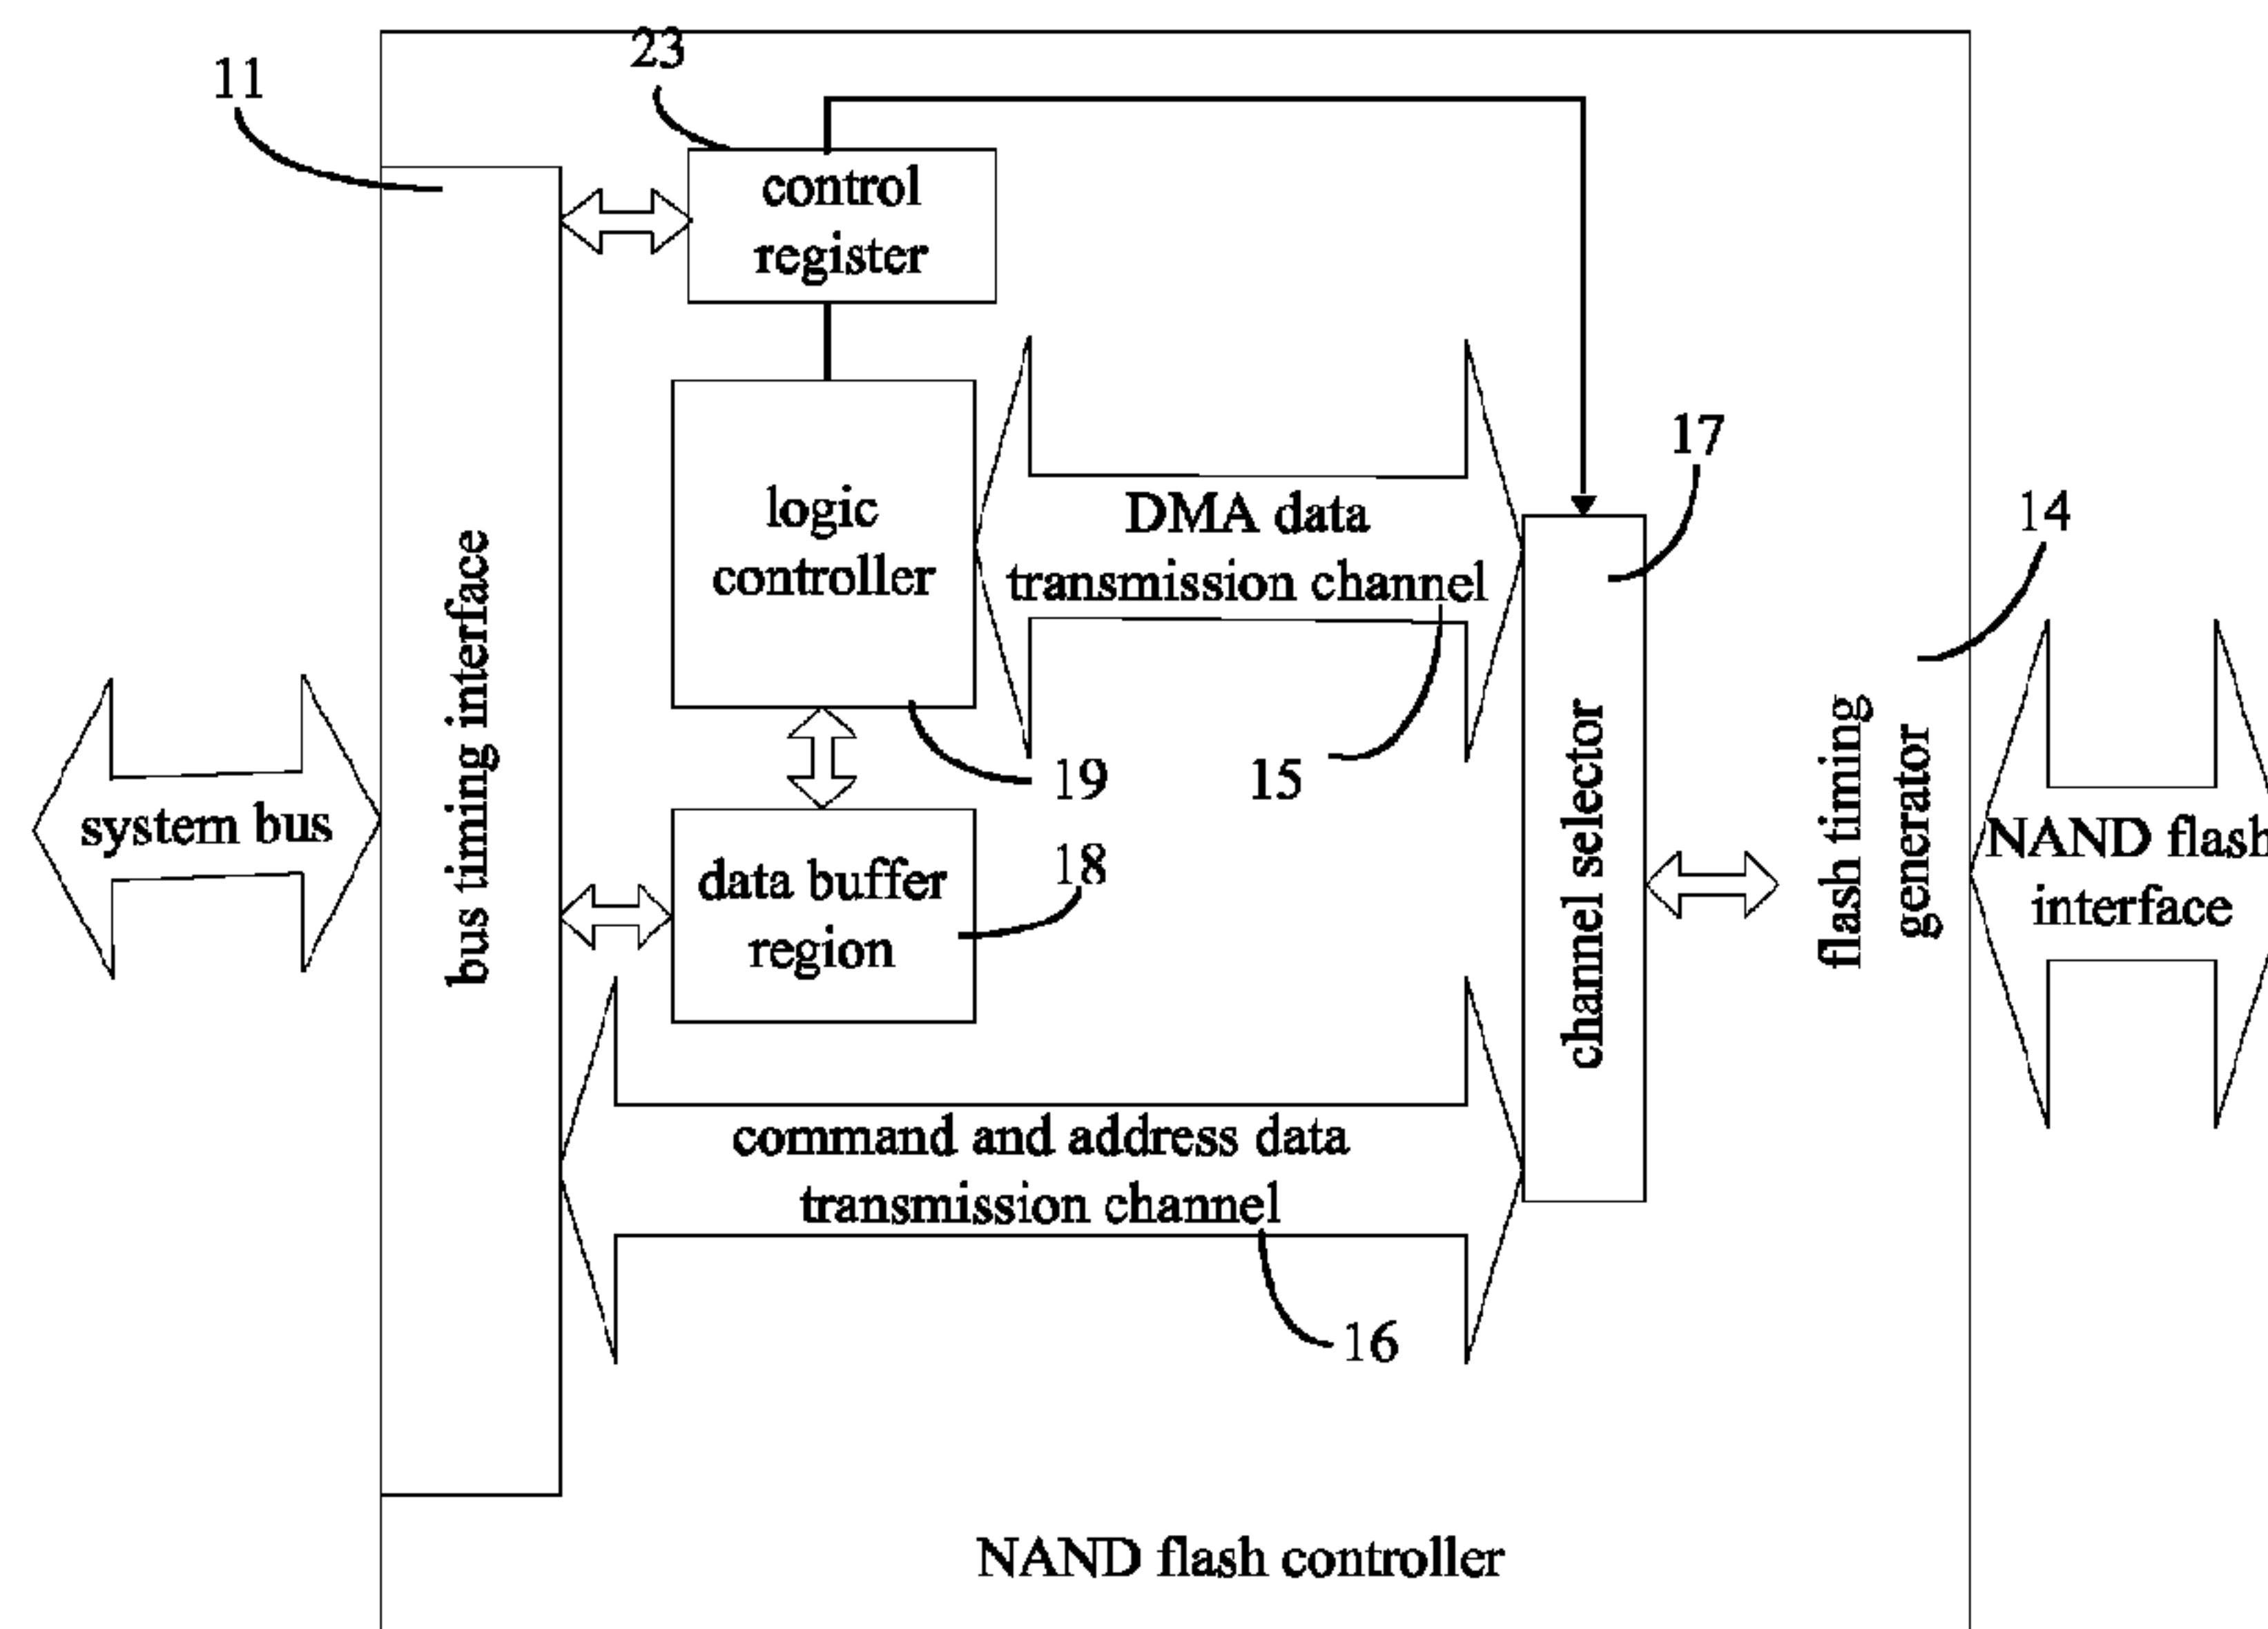 23
11
control
register
17
14
logic
controller
DMA data
transmission channel
bus timing interface
19
15
channel selector
flash timing
generator
system bus
NAND flash
interface
18
data buffer
region
command and address data
transmission channel
16
NAND flash controller